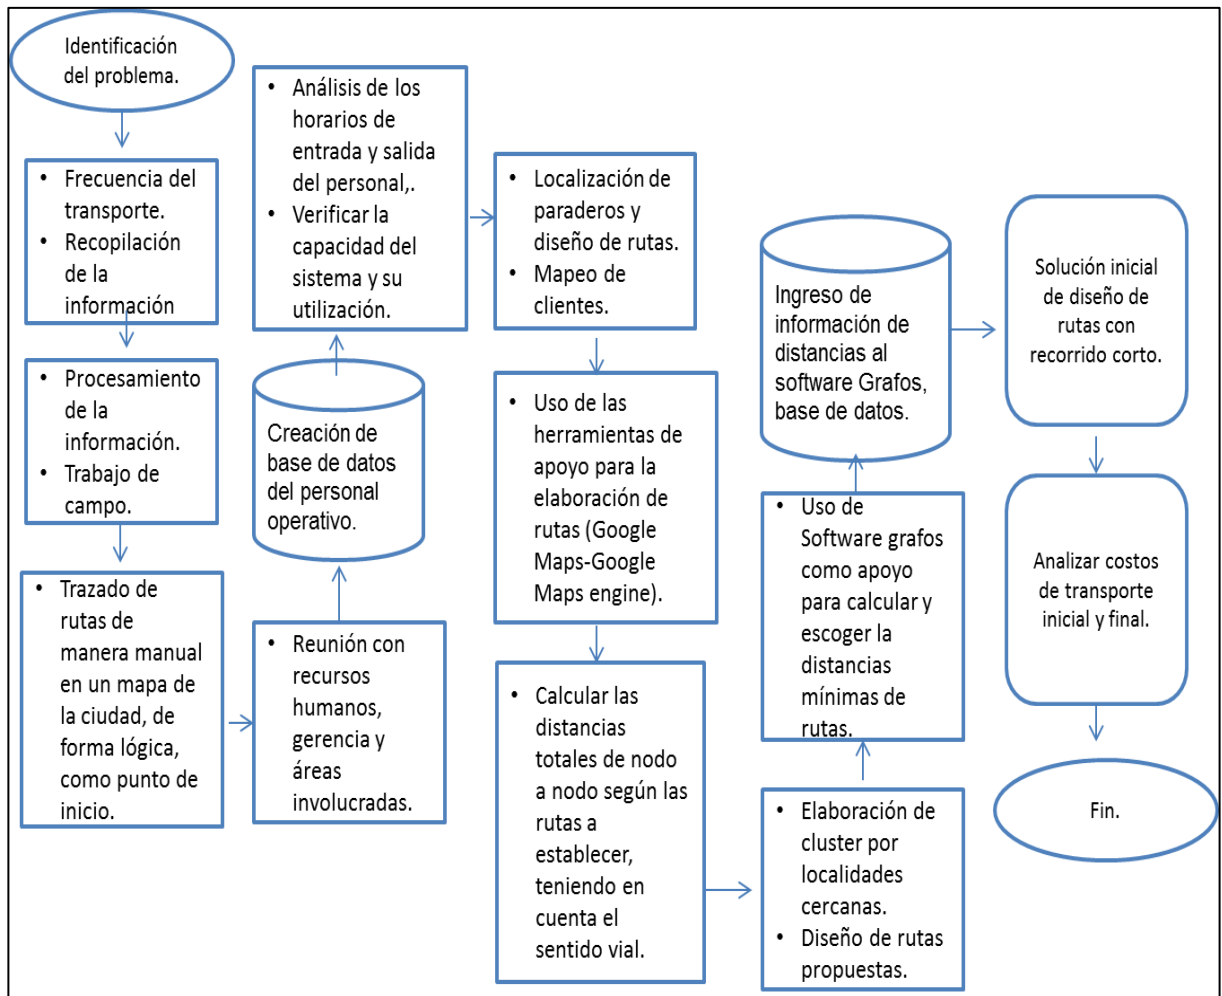 Identificación
del problema.
• Frecuencia del
transporte.
• Recopilación
de la
información
• Procesamiento
de la
información.
• Trabajo de
campo.
• Trazado de
rutas de
manera manual
en un mapa de
la ciudad, de
forma lógica,
como punto de
inicio.
• Reunión con
recursos
humanos,
gerencia y
áreas
involucradas.
Creación de
base de datos
del personal
operativo.
• Análisis de los
horarios de
entrada y salida
del personal,.
• Verificar la
capacidad del
sistema y su
utilización.
• Localización de
paraderos y
diseño de rutas.
• Mapeo de
clientes.
• Uso de las
herramientas de
apoyo para la
elaboración de
rutas (Google
Maps-Google
Maps engine).
• Calcular las
distancias
totales de nodo
a nodo según las
rutas a
establecer,
teniendo en
cuenta el
sentido vial.
• Elaboración de
cluster por
localidades
cercanas.
• Diseño de rutas
propuestas.
• Uso de
Software grafos
como apoyo
para calcular y
escoger la
distancias
mínimas de
rutas.
Ingreso de
información de
distancias al
software Grafos,
base de datos.
Solución inicial
de diseño de
rutas con
recorrido corto.
Analizar costos
de transporte
inicial y final.
Fin.